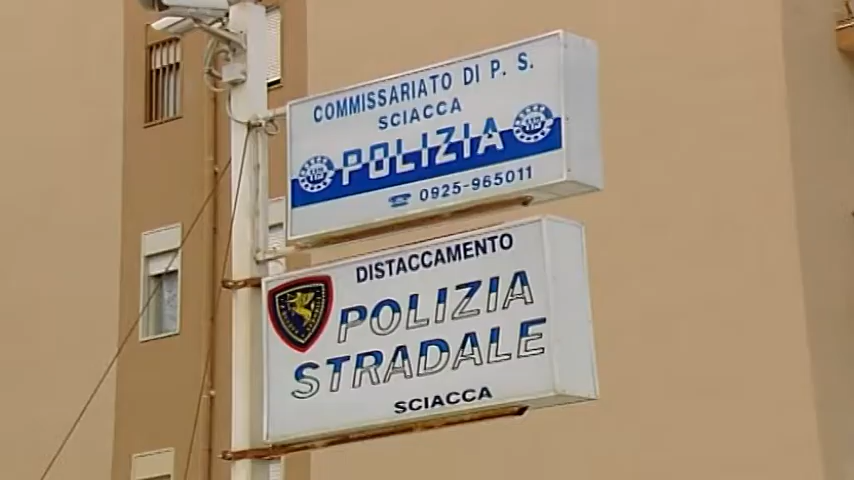 COMMISSARIATO DI P. S.
SCIACCA
POLIZIA
0925-965011
DISTACCAMENTO
POLIZIA
STRADALE
SCIACCA